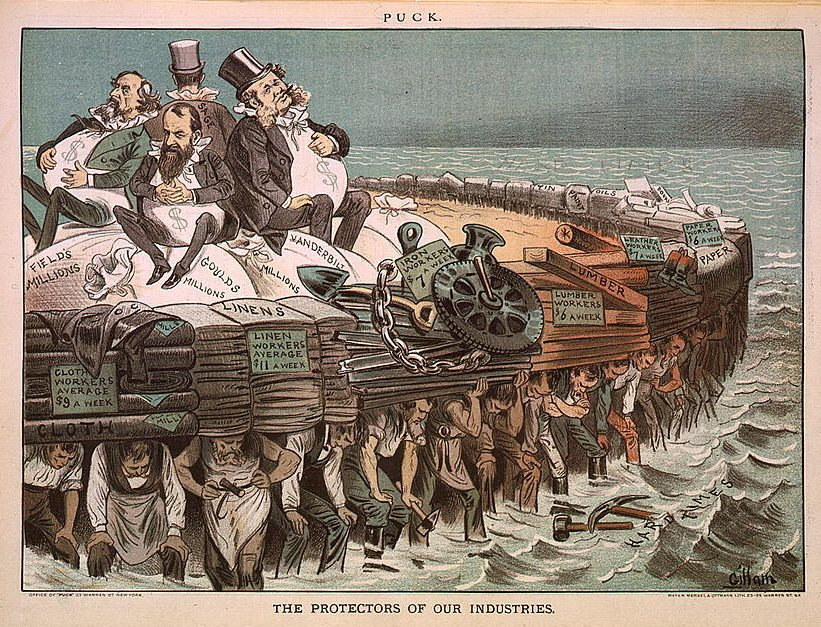 PUCK.
SAGE
FIELDS
MILLIONS
GOULDS
MILLIONS
VANDERBILT
MILLIONS
LINENS
MILLS
CLOTH
WORKERS
AVERAGE
$9 A WEEK
MILLS
CLOTH
LINEN
WORKERS
AVERAGE
$11 A WEEK
IRON
WORKERS
7 A WEEK
LUMBER
LUMBER
WORKERS
$6 A WEEK
TIN
OILS
LEATHER
WORKERS
$7 A WEEK
PAPER
WORKERS
$6 A WEEK
PAPER
HARD TIMES
Gillam
OFFICE OF "PUCK" 23 WARREN ST. NEW YORK.
MAYER MERKEL & OTTMANN, LITH. 23-25 WARREN ST. N.Y.
THE PROTECTORS OF OUR INDUSTRIES.